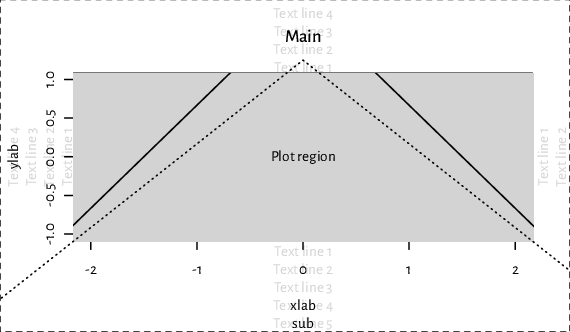 Text line 4
Text line 3
Main
Text line 2
Text line 1
1.0
0.5
0.0
-0.5
-1.0
ylab
Text line 4
Text line 3
Text line 2
Text line 1
Plot region
Text line 1
Text line 2
-2
-1
0
1
2
Text line 1
Text line 2
Text line 3
Text line 4
xlab
Text line 5
sub